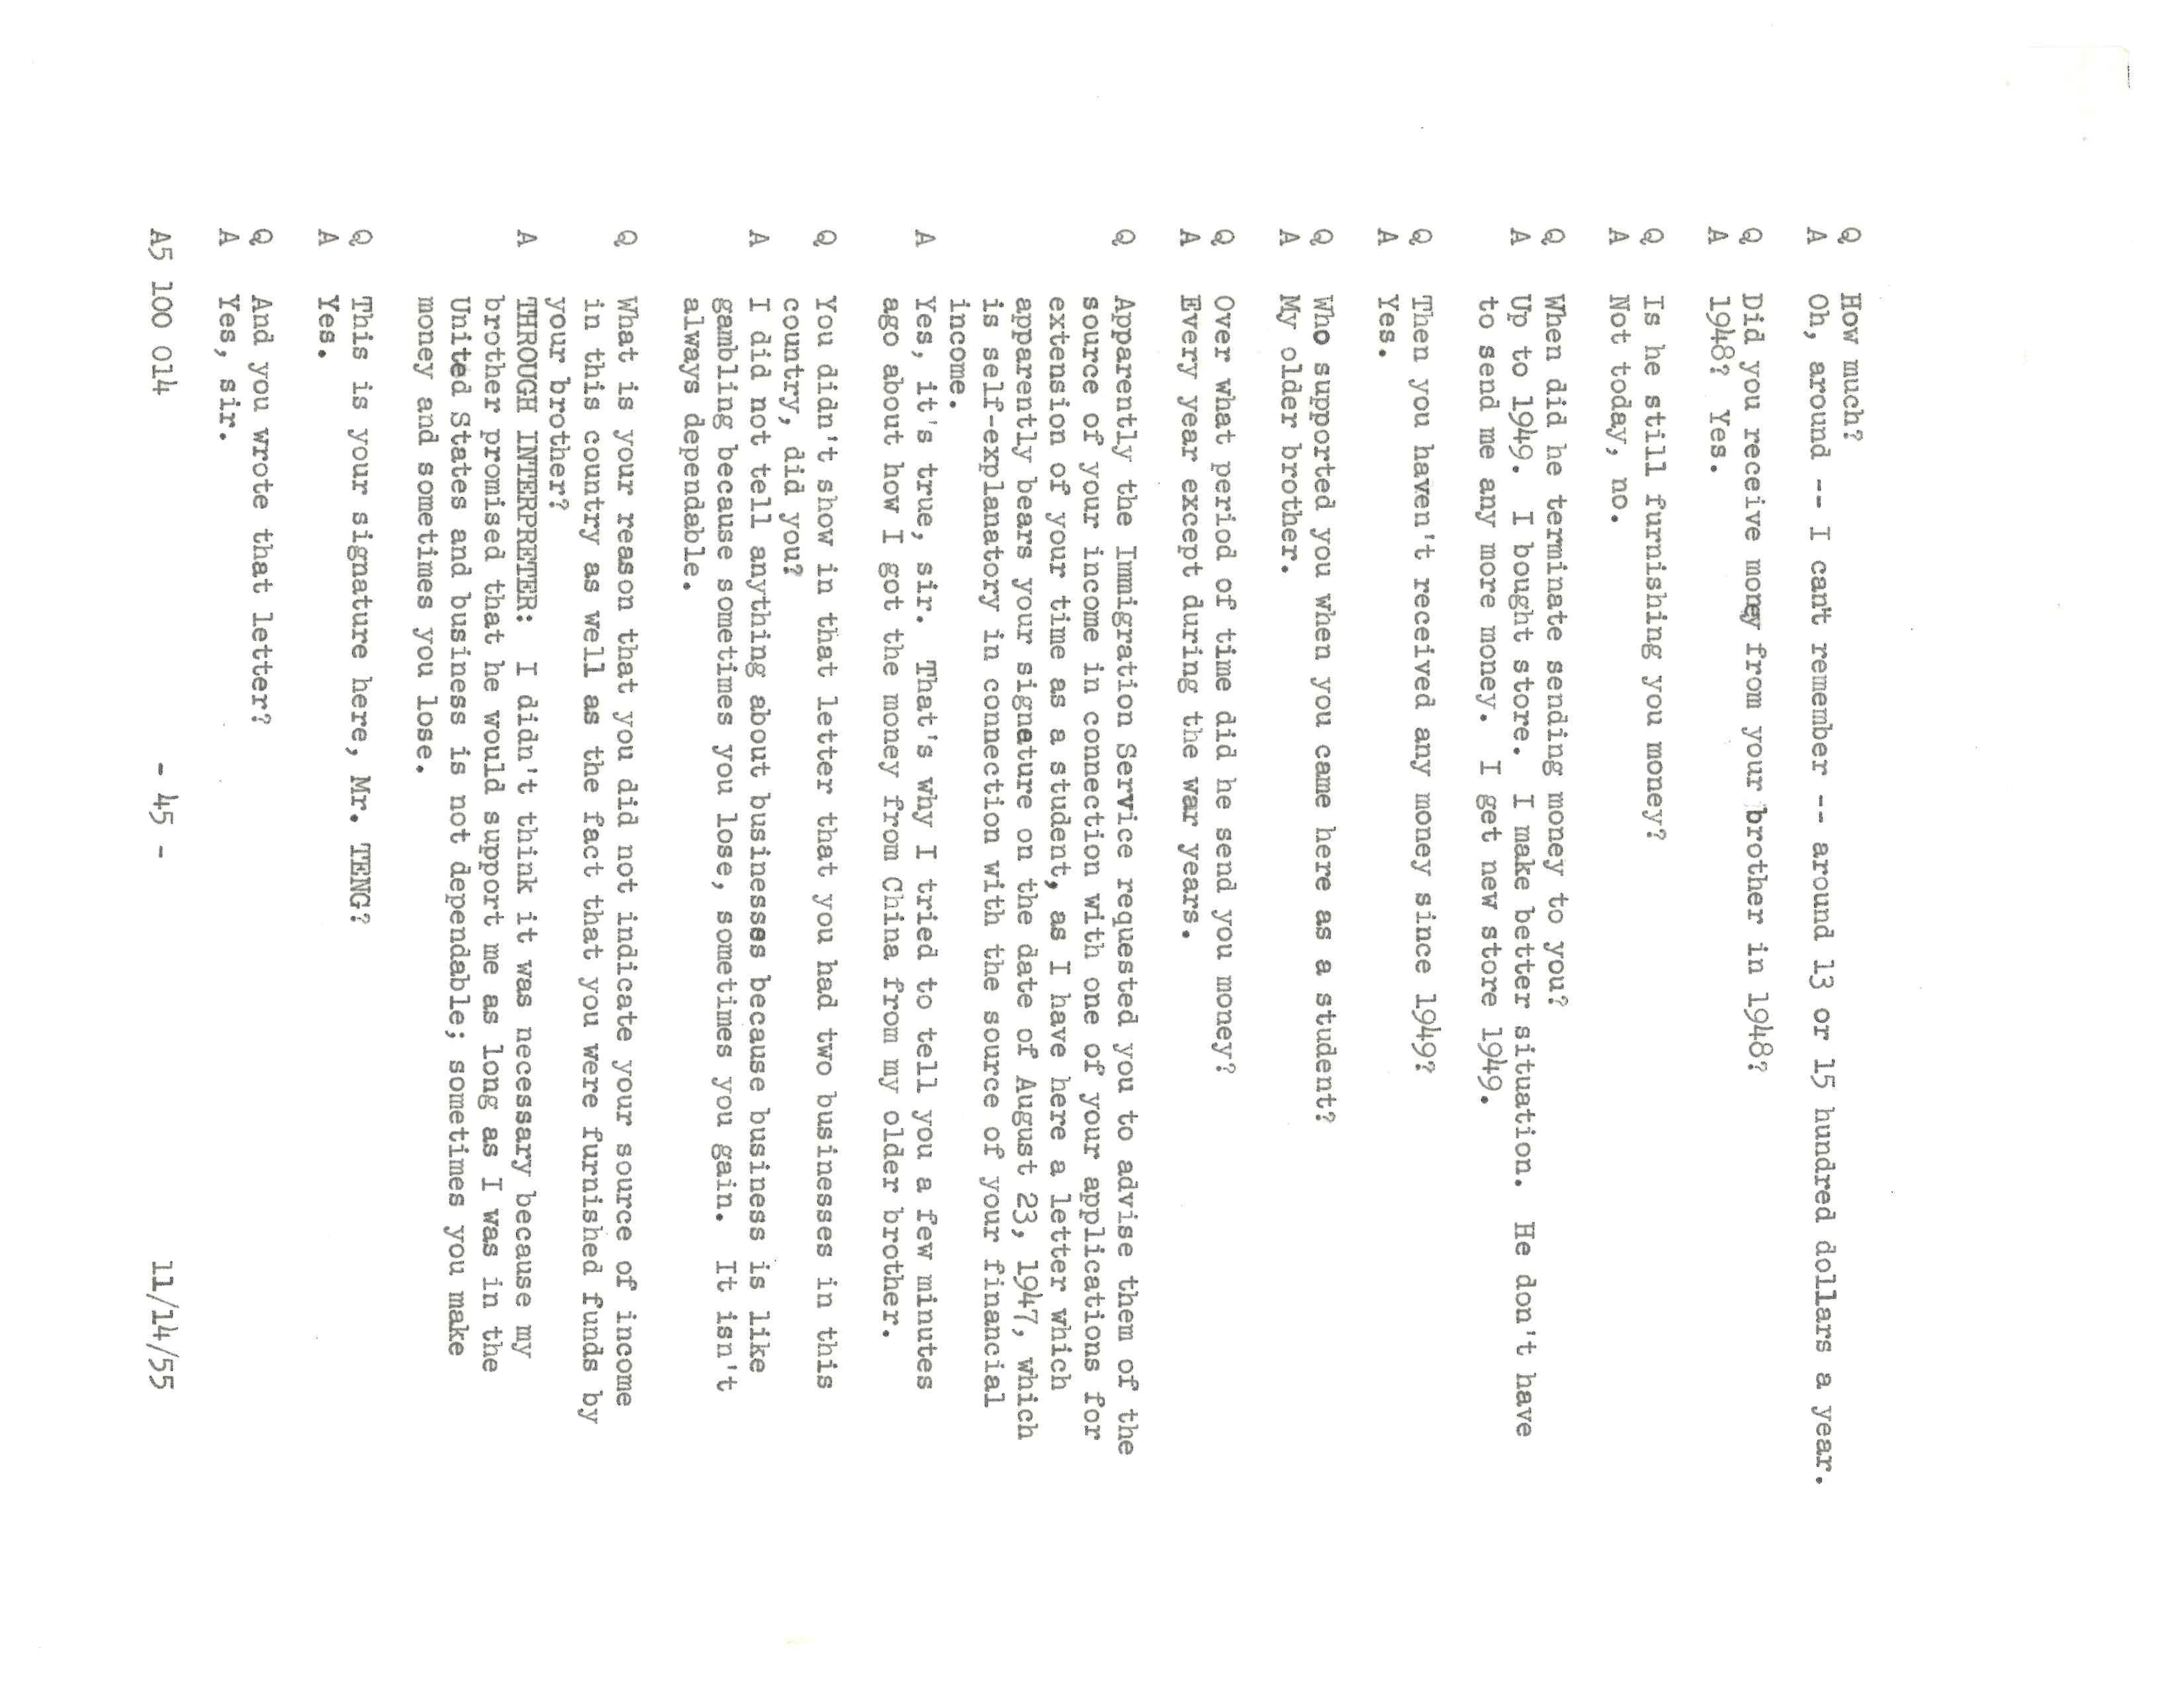 Q How much?
A Oh, around -- I can't remember -- around 13 or 15 hundred dollars a year.
Q Did you receive money from your brother in 1948?
A 1948? Yes.
Q Is he still furnishing you money?
A Not today, no.
Q When did he terminate sending money to you?
A Up to 1949. I bought store. I make better situation. He don't have
to send me any more money. I get new store 1949.
Q Then you haven't received any money since 1949?
A Yes.
Q Who supported you when you came here as a student?
A My older brother.
Q Over what period of time did he send you money?
A Every year except during the war years.
Q Apparently the Immigration Service requested you to advise them of the
source of your income in connection with one of your applications for
extension of your time as a student, as I have here a letter which
apparently bears your signature on the date of August 23, 1947, which
is self-explanatory in connection with the source of your financial
income.
A Yes, it's true, sir. That's why I tried to tell you a few minutes
ago about how I got the money from China from my older brother.
Q You didn't show in that letter that you had two businesses in this
country, did you?
A I did not tell anything about businesses because business is like
gambling because sometimes you lose, sometimes you gain. It isn't
always dependable.
Q What is your reason that you did not indicate your source of income
in this country as well as the fact that you were furnished funds by
your brother?
A THROUGH INTERPRETER: I didn't think it was necessary because my
brother promised that he would support me as long as I was in the
United States and business is not dependable; sometimes you make
money and sometimes you lose.
Q This is your signature here, Mr. TENG?
A Yes.
Q And you wrote that letter?
A Yes, sir.
A5 100 014 - 45 - 11/14/55